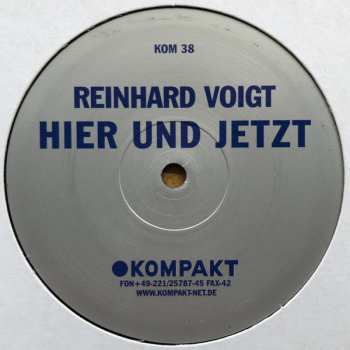 KOM 38
REINHARD VOIGT
HIER UND JETZT
KOMPAKT
FON+49-221/25787-45 FAX-42
WWW.KOMPAKT-NET.DE